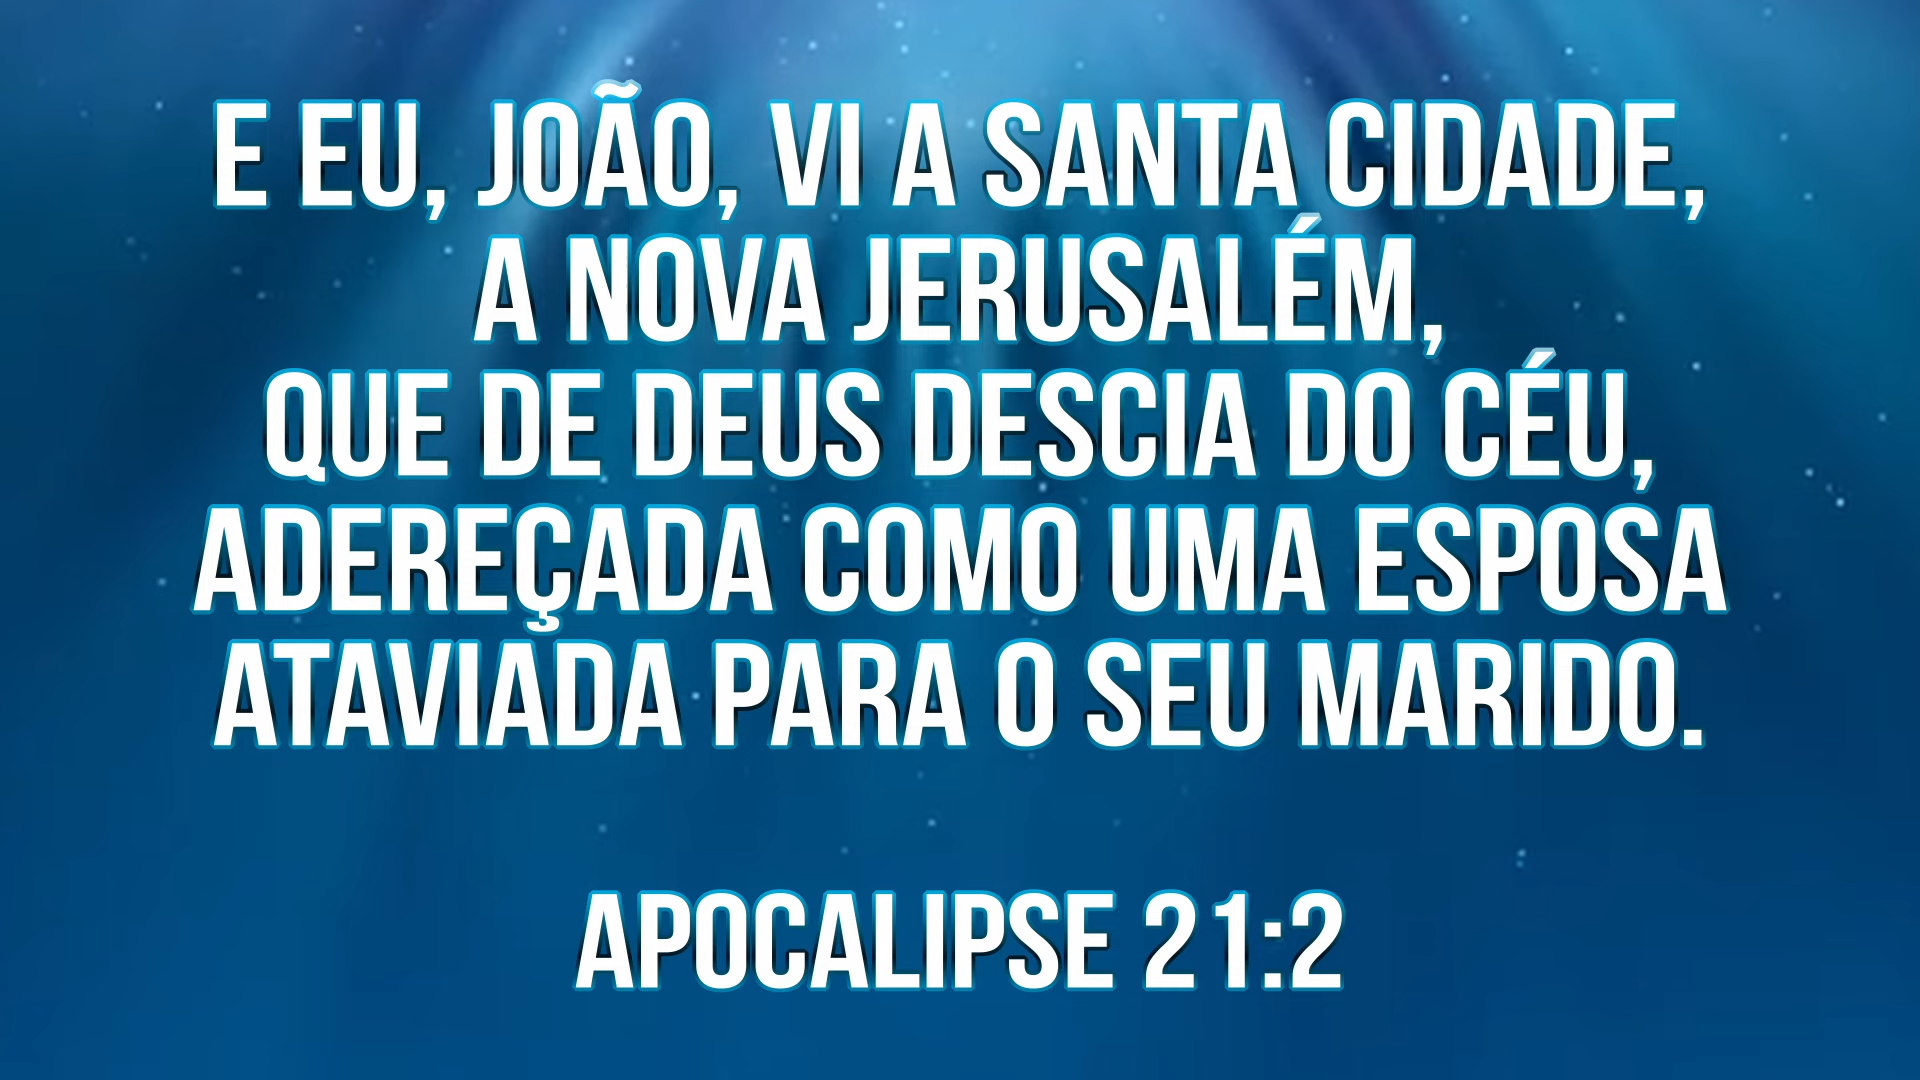 E EU, JOÃO, VI A SANTA CIDADE,
A NOVA JERUSALÉM,
QUE DE DEUS DESCIA DO CÉU,
ADEREÇADA COMO UMA ESPOSA
ATAVIADA PARA O SEU MARIDO.
APOCALIPSE 21:2